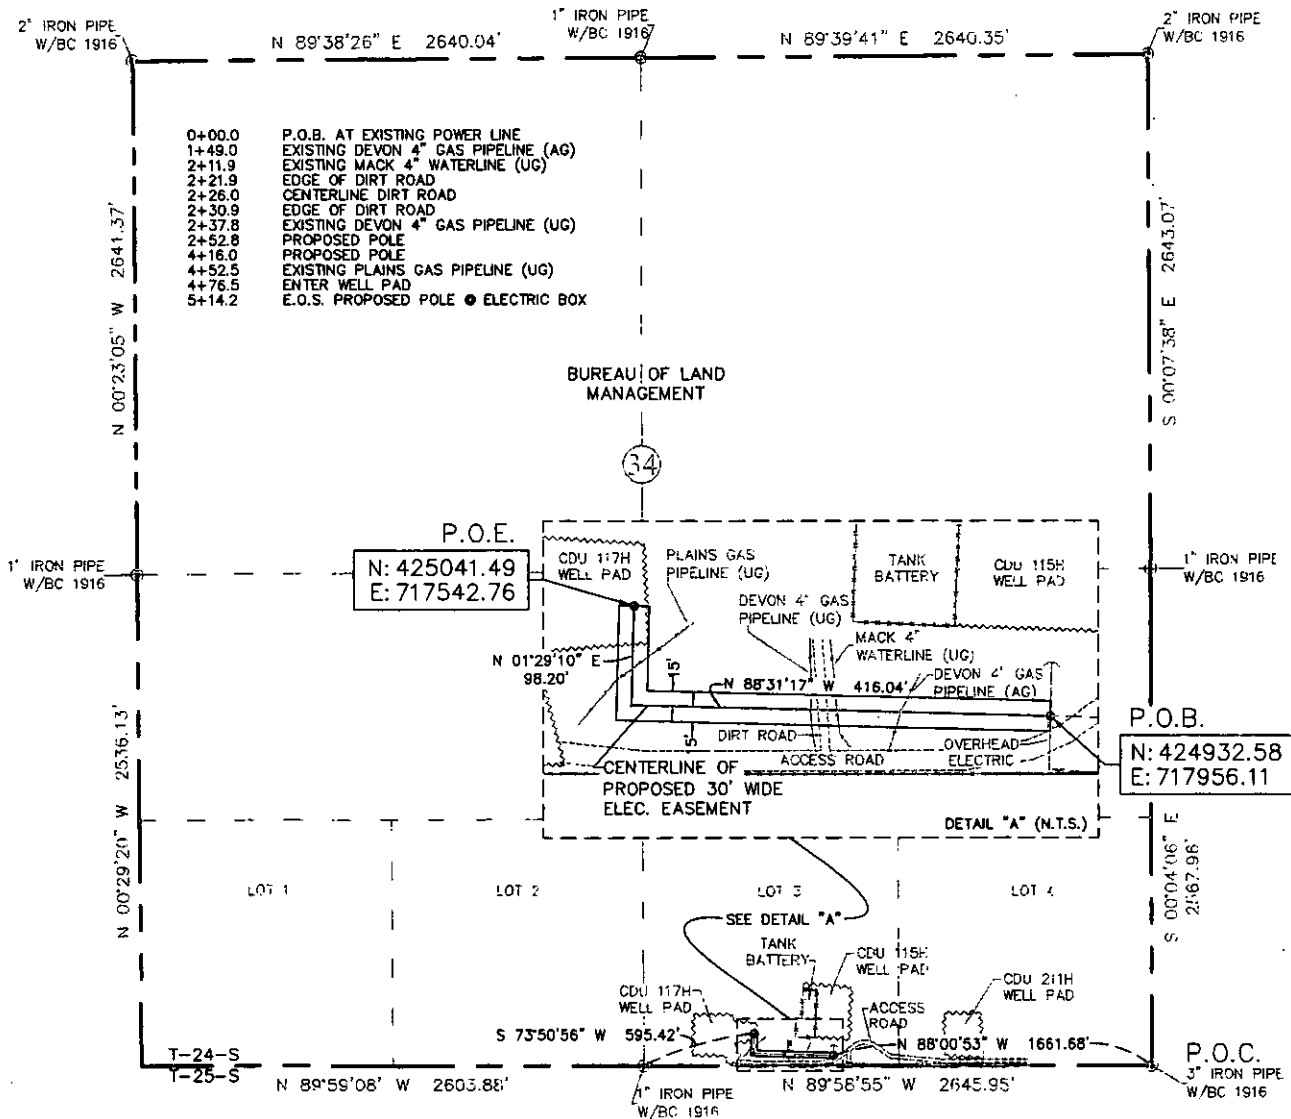 2" IRON PIPE
W/BC 1916
N 89°38'26" E 2640.04'
1" IRON PIPE
W/BC 1916
N 89°39'41" E 2640.35'
2" IRON PIPE
W/BC 1916
0+00.0 P.O.B. AT EXISTING POWER LINE
1+49.0 EXISTING DEVON 4" GAS PIPELINE (AG)
2+11.9 EXISTING MACK 4" WATERLINE (UG)
2+21.9 EDGE OF DIRT ROAD
2+26.0 CENTERLINE DIRT ROAD
2+30.9 EDGE OF DIRT ROAD
2+37.8 EXISTING DEVON 4" GAS PIPELINE (UG)
2+52.8 PROPOSED POLE
4+16.0 PROPOSED POLE
4+52.5 EXISTING PLAINS GAS PIPELINE (UG)
4+76.5 ENTER WELL PAD
5+14.2 E.O.S. PROPOSED POLE @ ELECTRIC BOX
N 00°23'05" W 2641.37'
S 00°07'38" E 2643.07'
BUREAU OF LAND
MANAGEMENT
34
P.O.E.
N: 425041.49
E: 717542.76
1" IRON PIPE
W/BC 1916
1" IRON PIPE
W/BC 1916
CDU 117H
WELL PAD
PLAINS GAS
PIPELINE (UG)
TANK
BATTERY
CDU 115H
WELL PAD
DEVON 4" GAS
PIPELINE (UG)
MACK 4"
WATERLINE (UG)
N 01°29'10" E
98.20'
15'
N 88°31'17" W 416.04'
DEVON 4" GAS
PIPELINE (AG)
15'
DIRT ROAD
ACCESS ROAD
OVERHEAD
ELECTRIC
P.O.B.
N: 424932.58
E: 717956.11
CENTERLINE OF
PROPOSED 30' WIDE
ELEC. EASEMENT
DETAIL "A" (N.T.S.)
N 00°29'20" W 2536.13'
S 00°04'06" E
LOT 1
LOT 2
LOT 3
LOT 4
SEE DETAIL "A"
TANK
BATTERY
CDU 115H
WELL PAD
CDU 117H
WELL PAD
CDU 211H
WELL PAD
ACCESS
ROAD
S 73°50'56" W 595.42'
N 88°00'53" W 1661.68'
T-24-S
T-25-S
N 89°59'08" W 2603.88'
1" IRON PIPE
W/BC 1916
N 89°58'55" W 2645.95'
P.O.C.
3" IRON PIPE
W/BC 1916